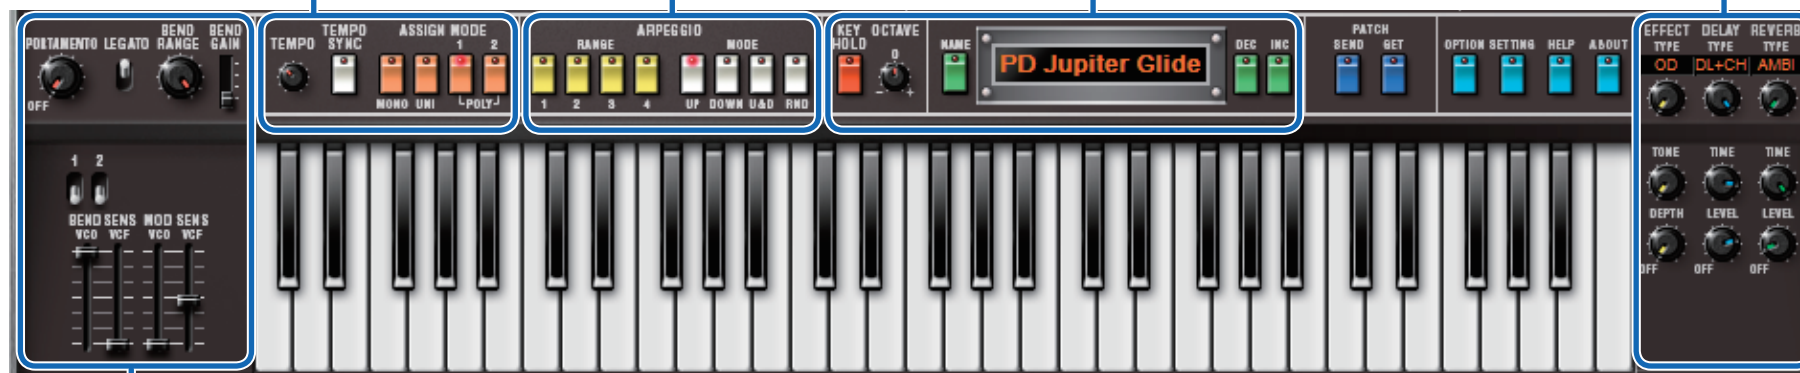 PORTAMENTO LEGATO BEND RANGE BEND GAIN
OFF
1 2
BEND SENS MOD SENS
VCO VCF VCO VCF
TEMPO TEMPO SYNC ASSIGN MODE
1 2
MONO UNI POLY
ARPEGGIO
RANGE MODE
1 2 3 4 UP DOWN U&D RND
KEY HOLD OCTAVE
0
- +
NAME PD Jupiter Glide DEC INC
PATCH
SEND GET
OPTION SETTING HELP ABOUT
EFFECT DELAY REVERB
TYPE TYPE TYPE
OD DL+CH AMBI
TONE TIME TIME
DEPTH LEVEL LEVEL
OFF OFF OFF